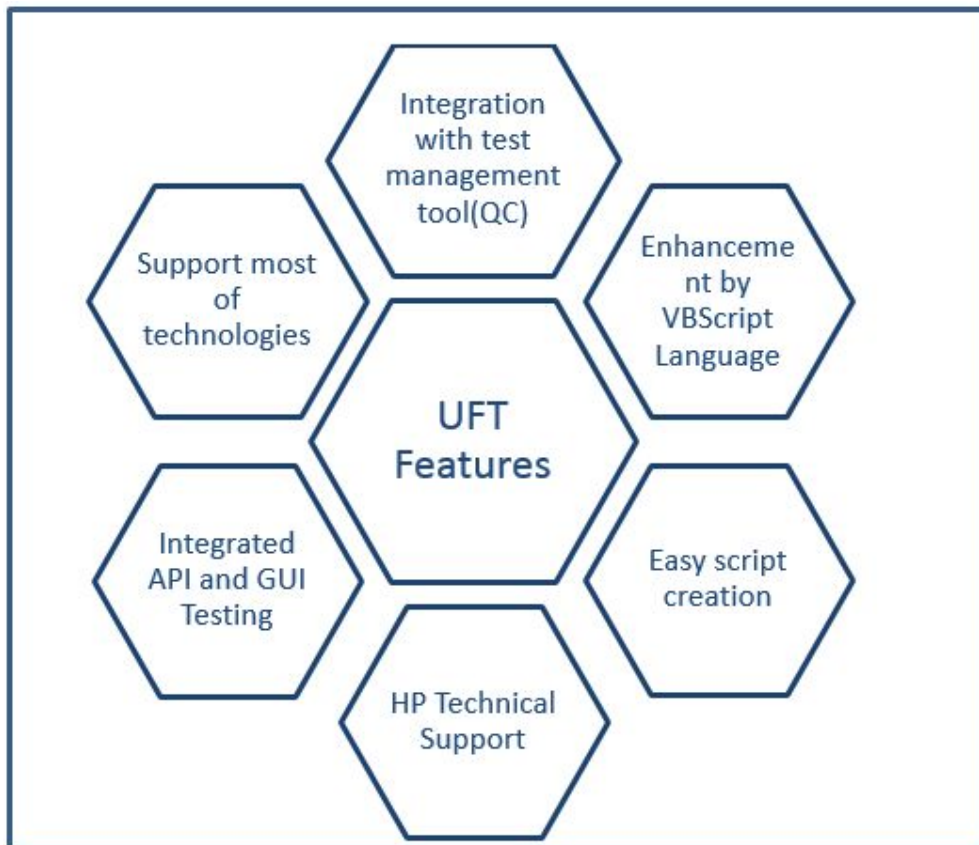 Integration
with test
management
tool(QC)
Support most
of
technologies
Enhanceme
nt by
VBScript
Language
UFT
Features
Integrated
API and GUI
Testing
Easy script
creation
HP Technical
Support